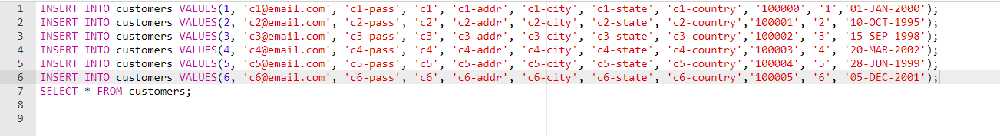 1 INSERT INTO customers VALUES(1, 'c1@email.com', 'c1-pass', 'c1', 'c1-addr', 'c1-city', 'c1-state', 'c1-country', '100000', '1','01-JAN-2000');
2 INSERT INTO customers VALUES(2, 'c2@email.com', 'c2-pass', 'c2', 'c2-addr', 'c2-city', 'c2-state', 'c2-country','100001', '2', '10-OCT-1995');
3 INSERT INTO customers VALUES(3, 'c3@email.com', 'c3-pass', 'c3', 'c3-addr', 'c3-city', 'c3-state', 'c3-country','100002', '3', '15-SEP-1998');
4 INSERT INTO customers VALUES(4, 'c4@email.com', 'c4-pass', 'c4', 'c4-addr', 'c4-city', 'c4-state', 'c4-country','100003', '4', '20-MAR-2002');
5 INSERT INTO customers VALUES(5, 'c5@email.com', 'c5-pass', 'c5', 'c5-addr', 'c5-city', 'c5-state', 'c5-country','100004', '5', '28-JUN-1999');
6 INSERT INTO customers VALUES(6, 'c6@email.com', 'c6-pass', 'c6', 'c6-addr', 'c6-city', 'c6-state', 'c6-country','100005', '6', '05-DEC-2001');
7 SELECT * FROM customers;
8
9